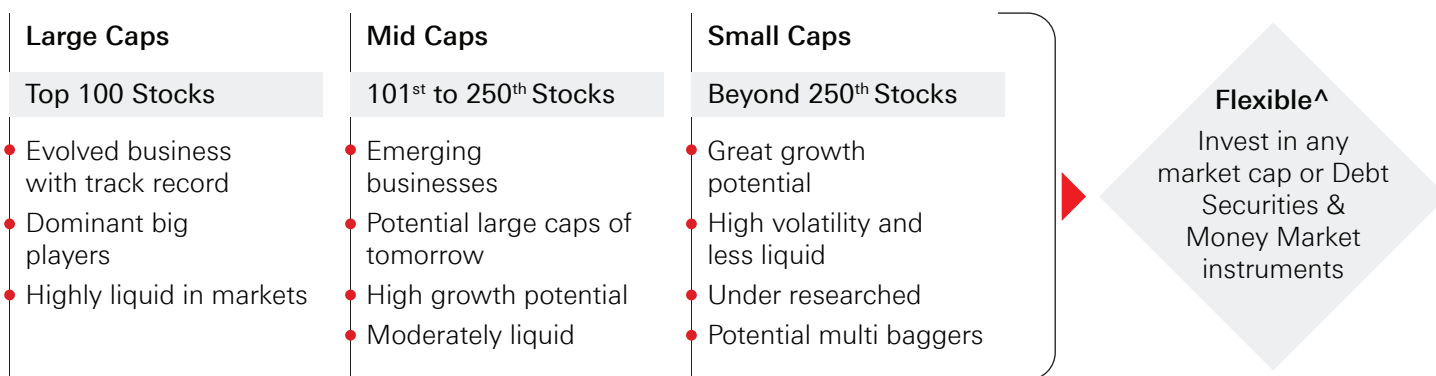 Large Caps
Top 100 Stocks
Evolved business
with track record
Dominant big
players
Highly liquid in markets
Mid Caps
101st to 250th Stocks
Emerging
businesses
Potential large caps of
tomorrow
High growth potential
Moderately liquid
Small Caps
Beyond 250th Stocks
Great growth
potential
High volatility and
less liquid
Under researched
Potential multi baggers
Flexible^
Invest in any
market cap or Debt
Securities &
Money Market
instruments